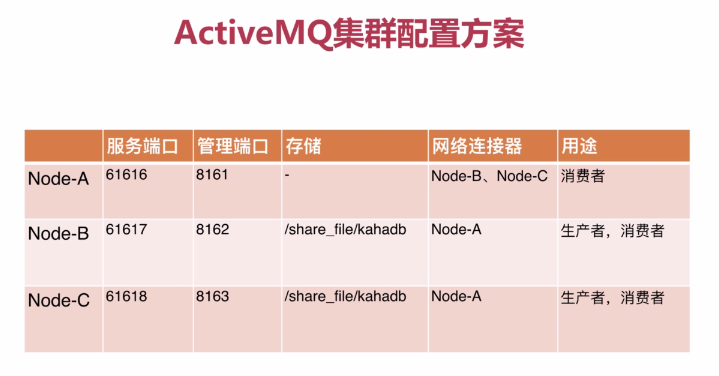 ActiveMQ集群配置方案
服务端口 管理端口 存储 网络连接器 用途
Node-A 61616 8161 - Node-B、Node-C 消费者
Node-B 61617 8162 /share_file/kahadb Node-A 生产者，消费者
Node-C 61618 8163 /share_file/kahadb Node-A 生产者，消费者